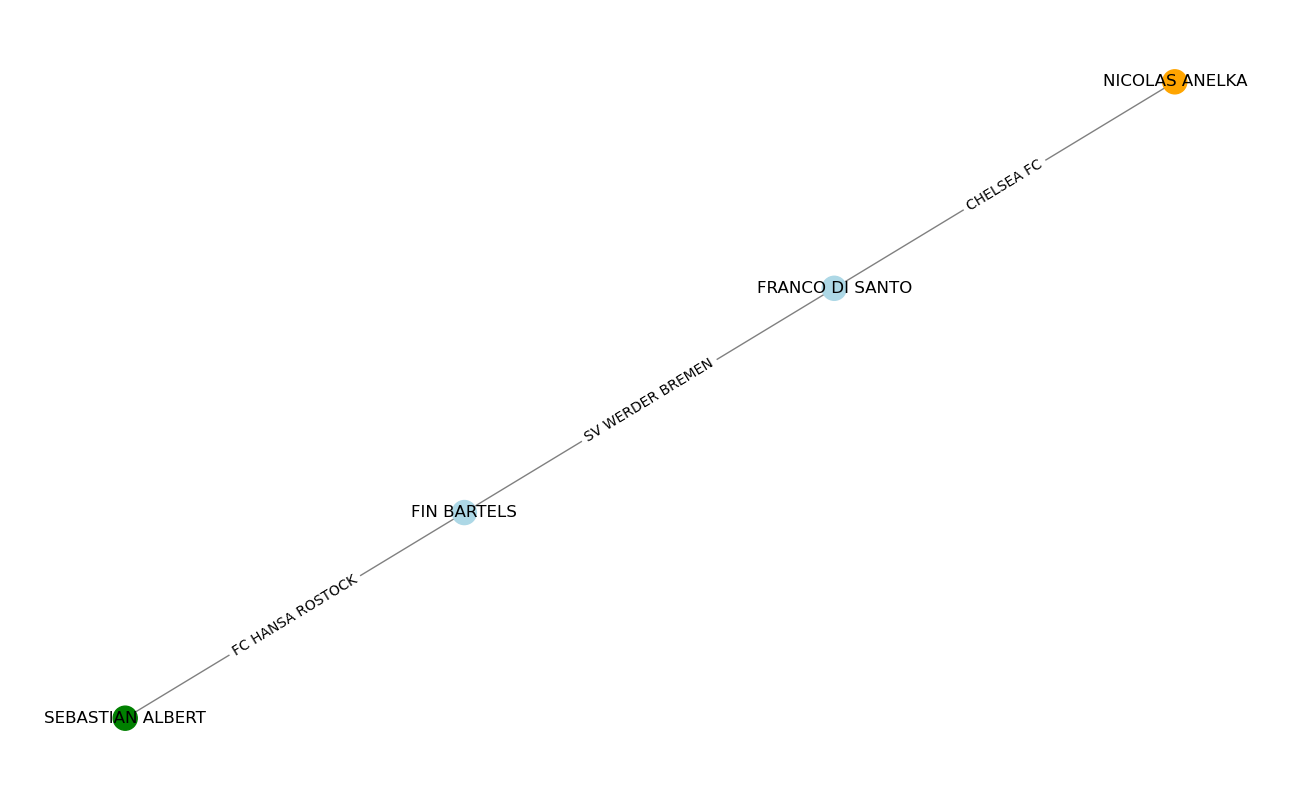 NICOLAS ANELKA
CHELSEA FC
FRANCO DI SANTO
SV WERDER BREMEN
FIN BARTELS
FC HANSA ROSTOCK
SEBASTIAN ALBERT